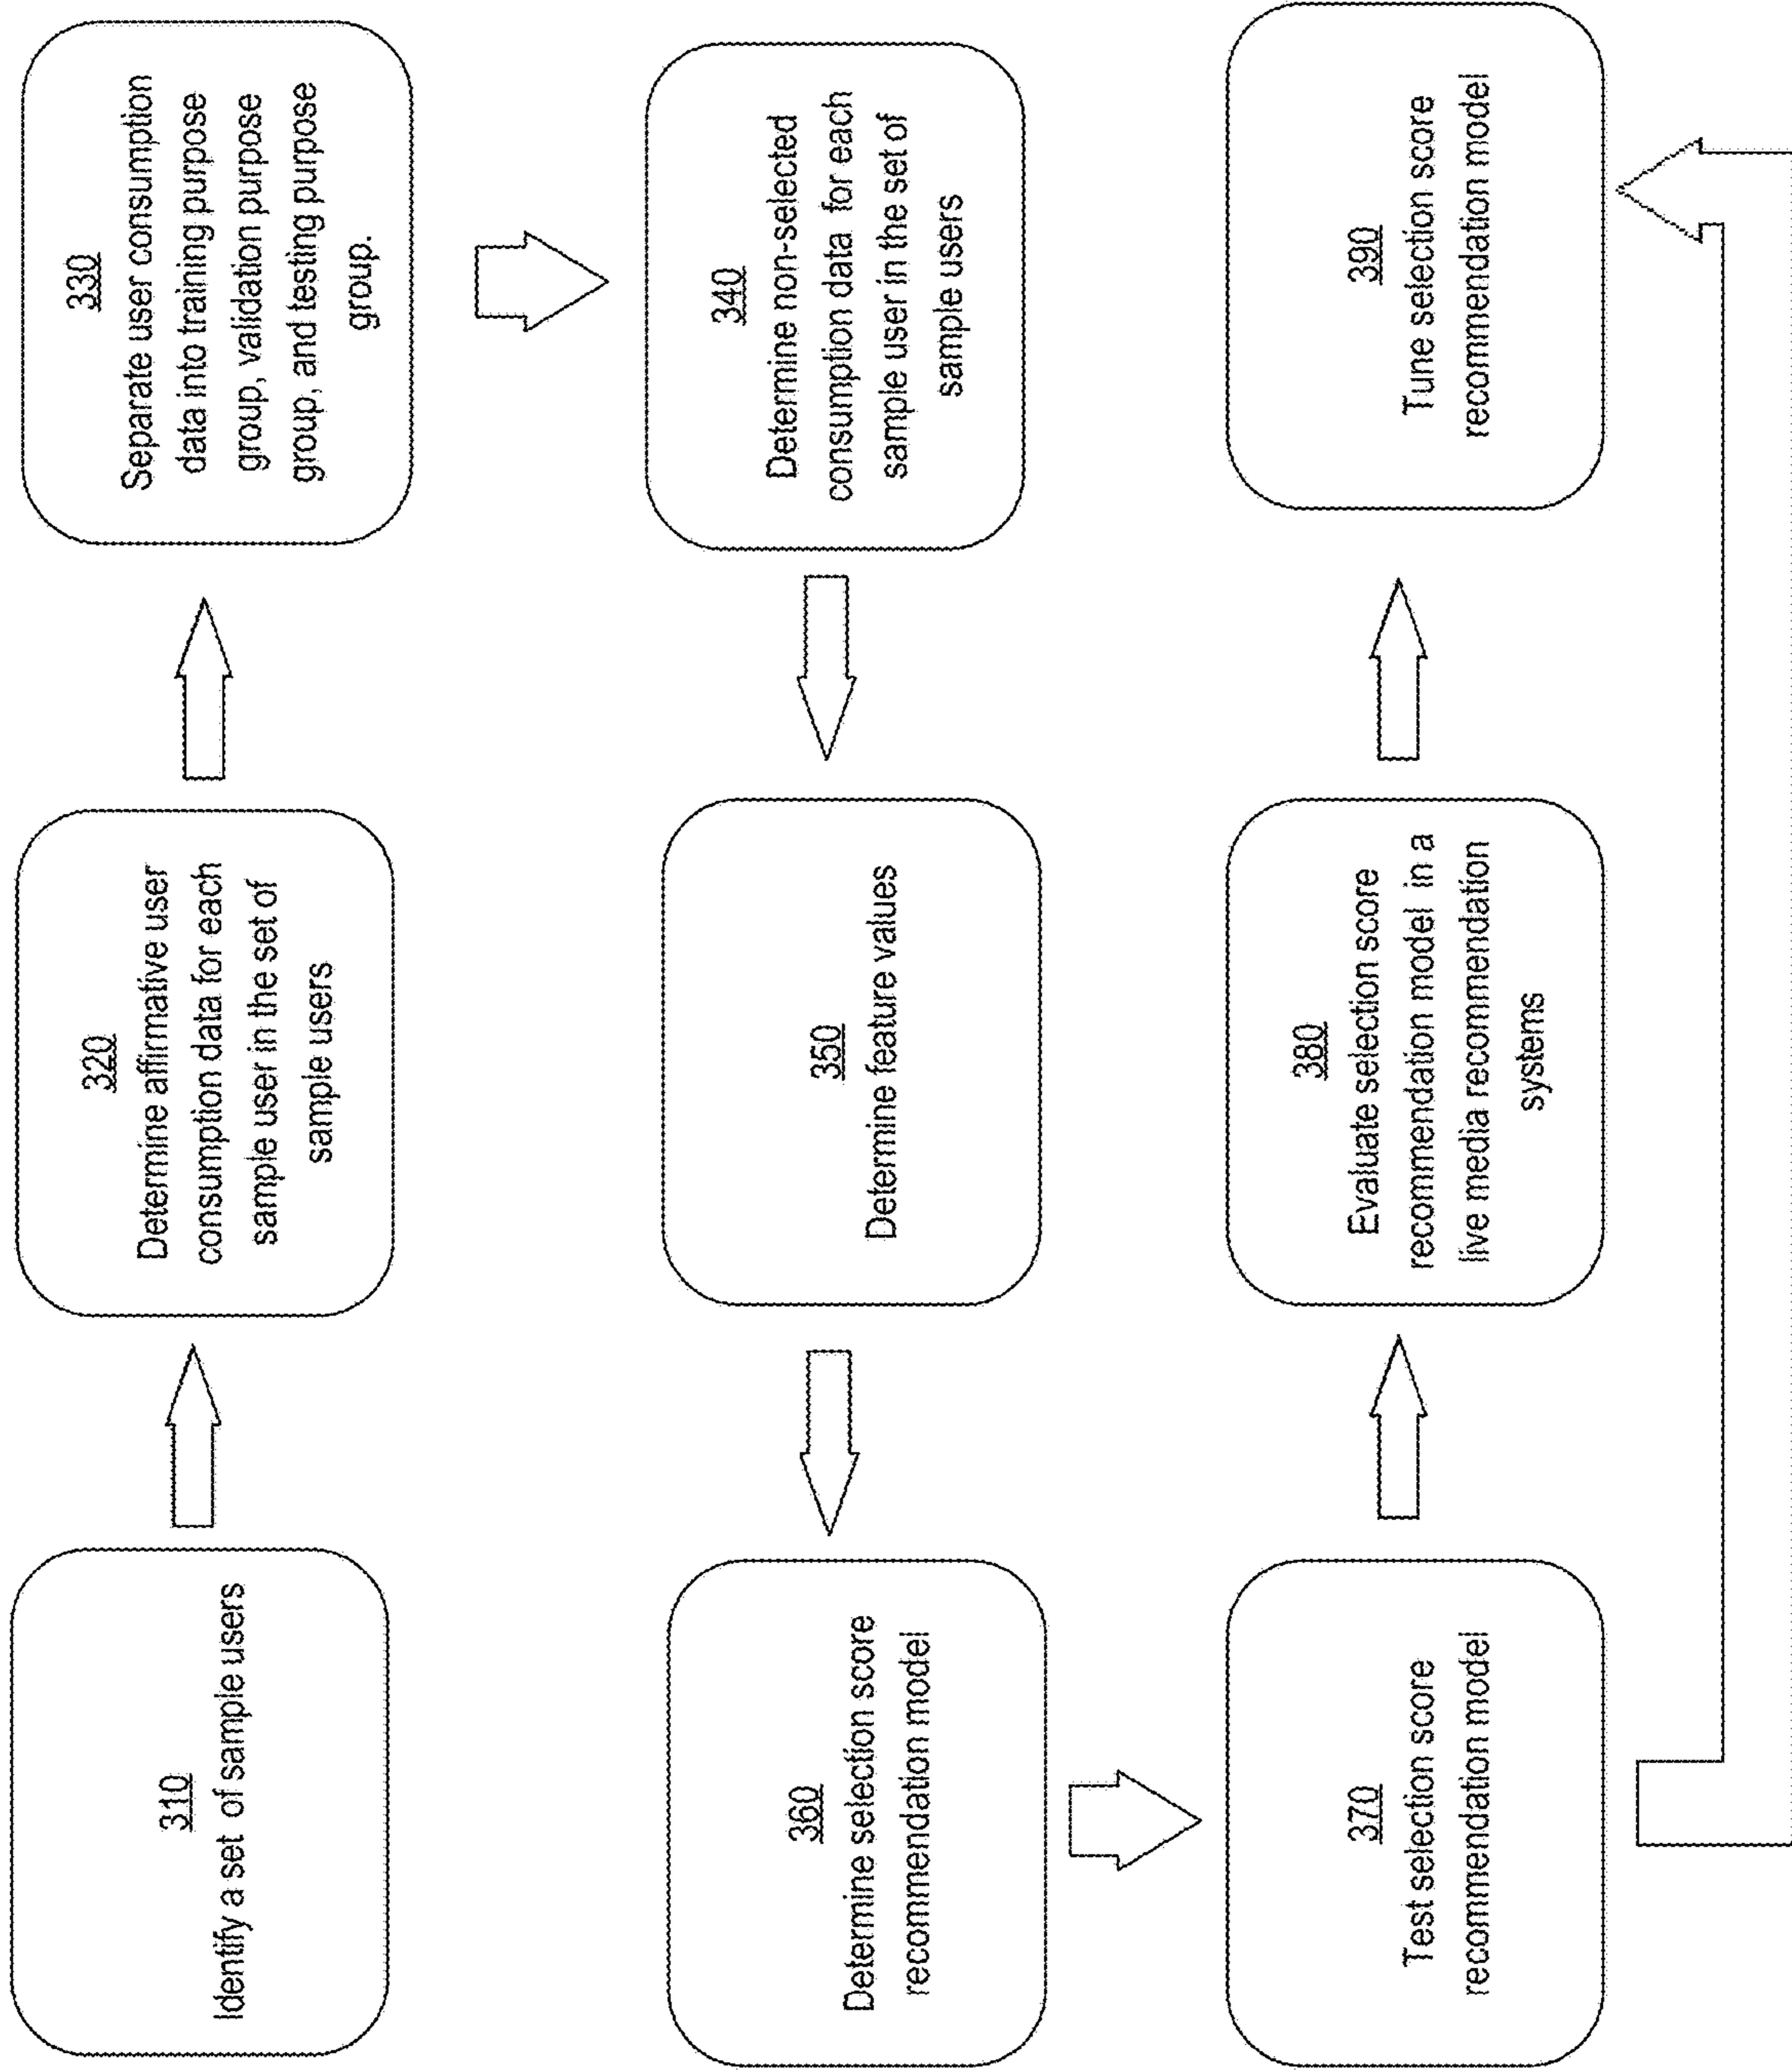 310
Identify a set of sample users
320
Determine affirmative user
consumption data for each
sample user in the set of
sample users
330
Separate user consumption
data into training purpose
group, validation purpose
group, and testing purpose
group.
340
Determine non-selected
consumption data for each
sample user in the set of
sample users
350
Determine feature values
360
Determine selection score
recommendation model
370
Test selection score
recommendation model
380
Evaluate selection score
recommendation model in a
live media recommendation
systems
390
Tune selection score
recommendation model